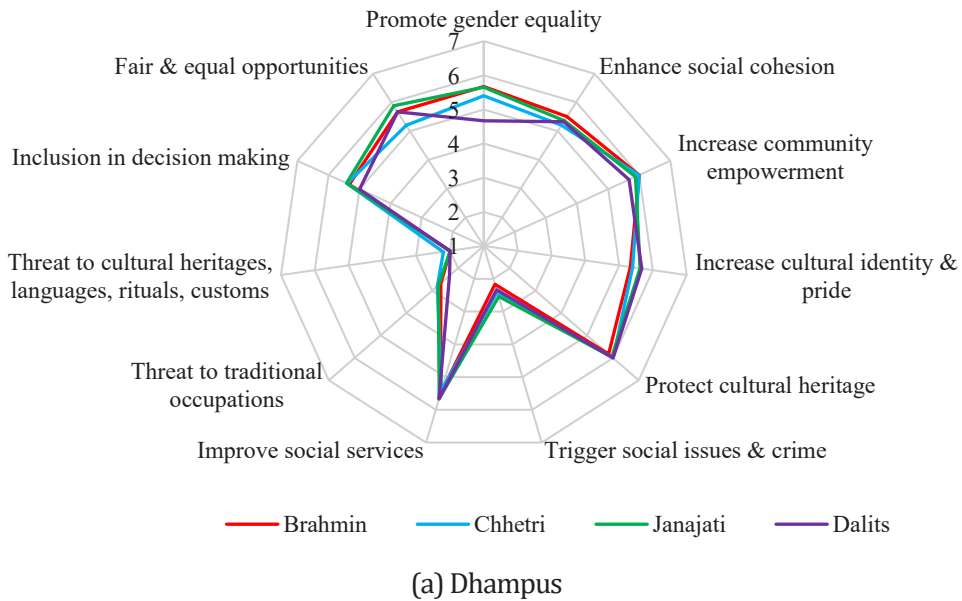 Promote gender equality
7
Fair & equal opportunities
Enhance social cohesion
6
5
Inclusion in decision making
Increase community
empowerment
4
3
2
1
Threat to cultural heritages,
languages, rituals, customs
Increase cultural identity &
pride
Threat to traditional
occupations
Protect cultural heritage
Improve social services
Trigger social issues & crime
Brahmin
Chhetri
Janajati
Dalits
(a) Dhampus